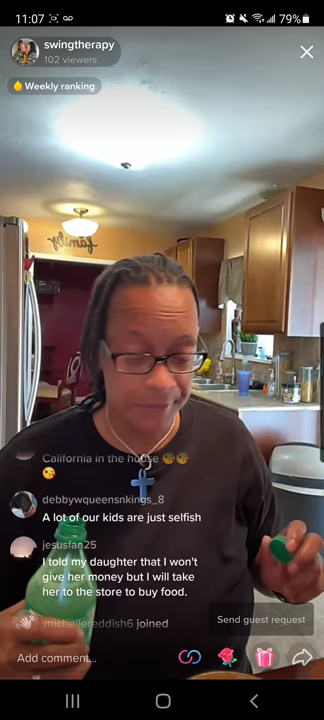 11:07
79%
swingtherapy
102 viewers
Weekly ranking
family
California in the house
debbywqueensnkings_8
A lot of our kids are just selfish
jesusfan25
I told my daughter that I won't
give her money but I will take
her to the store to buy food.
michellereddish6 joined
Send guest request
Add comment...